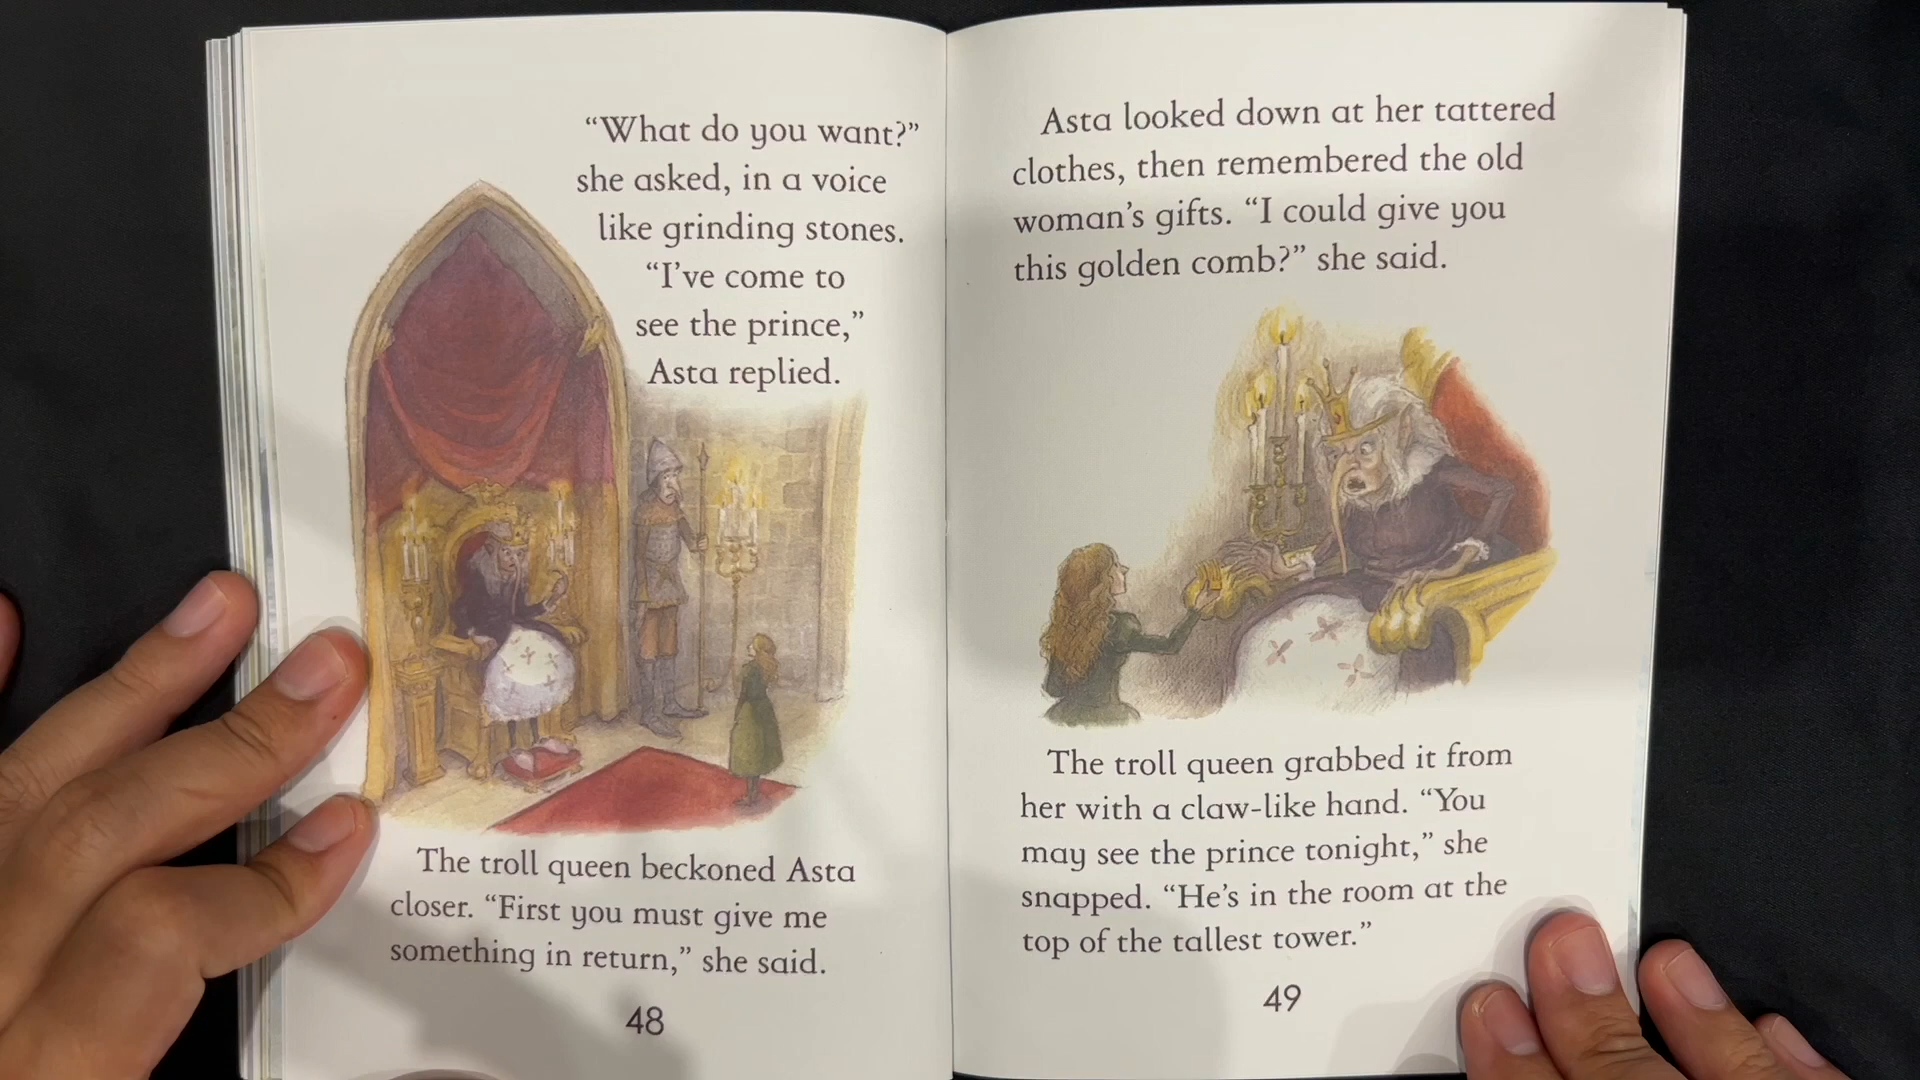 “What do you want?”
she asked, in a voice
like grinding stones.
“I’ve come to
see the prince,”
Asta replied.
The troll queen beckoned Asta
closer. “First you must give me
something in return,” she said.
48
Asta looked down at her tattered
clothes, then remembered the old
woman’s gifts. “I could give you
this golden comb?” she said.
The troll queen grabbed it from
her with a claw-like hand. “You
may see the prince tonight,” she
snapped. “He’s in the room at the
top of the tallest tower.”
49